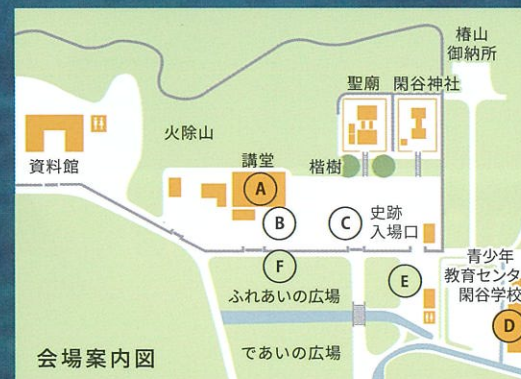 椿山
御納所
聖廟
閑谷神社
火除山
資料館
講堂
楷樹
A
B
C
史跡
入場口
F
E
青少年
教育センター
閑谷学校
D
ふれあいの広場
であいの広場
会場案内図